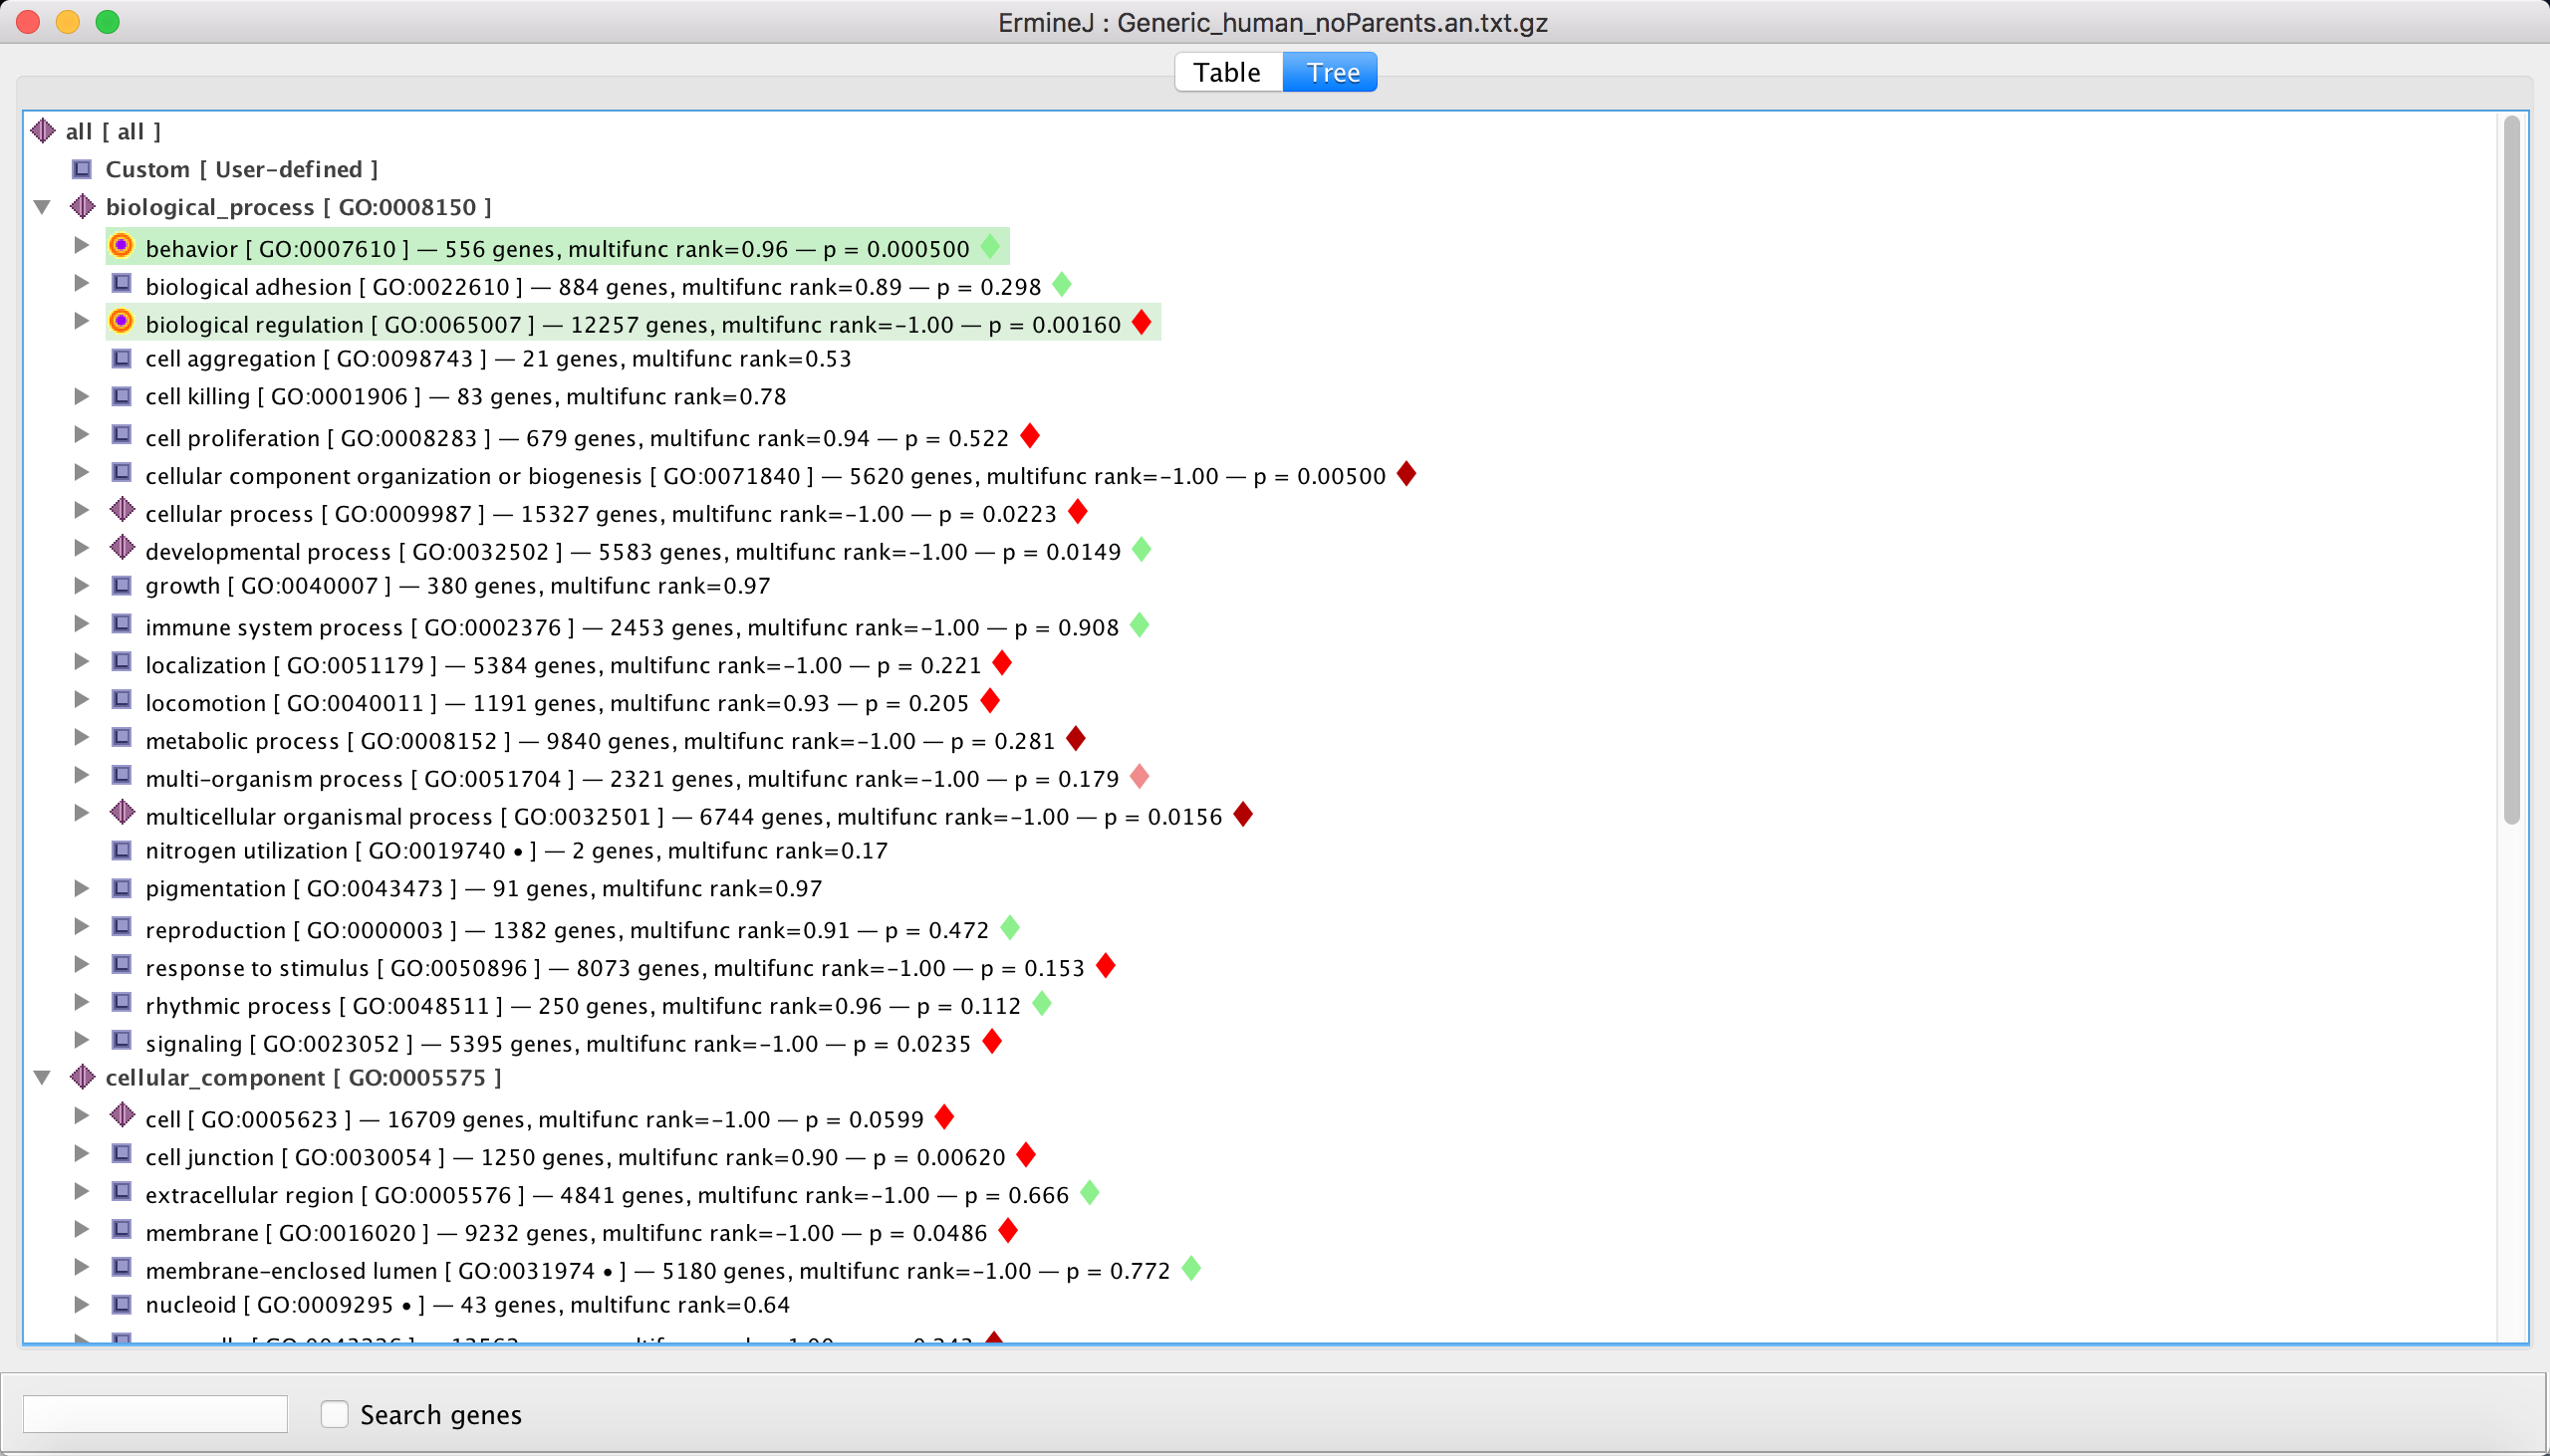 ErmineJ : Generic_human_noParents.an.txt.gz
Table Tree
all [ all ]
Custom [ User-defined ]
biological_process [ GO:0008150 ]
behavior [ GO:0007610 ] — 556 genes, multifunc rank=0.96 — p = 0.000500
biological adhesion [ GO:0022610 ] — 884 genes, multifunc rank=0.89 — p = 0.298
biological regulation [ GO:0065007 ] — 12257 genes, multifunc rank=-1.00 — p = 0.00160
cell aggregation [ GO:0098743 ] — 21 genes, multifunc rank=0.53
cell killing [ GO:0001906 ] — 83 genes, multifunc rank=0.78
cell proliferation [ GO:0008283 ] — 679 genes, multifunc rank=0.94 — p = 0.522
cellular component organization or biogenesis [ GO:0071840 ] — 5620 genes, multifunc rank=-1.00 — p = 0.00500
cellular process [ GO:0009987 ] — 15327 genes, multifunc rank=-1.00 — p = 0.0223
developmental process [ GO:0032502 ] — 5583 genes, multifunc rank=-1.00 — p = 0.0149
growth [ GO:0040007 ] — 380 genes, multifunc rank=0.97
immune system process [ GO:0002376 ] — 2453 genes, multifunc rank=-1.00 — p = 0.908
localization [ GO:0051179 ] — 5384 genes, multifunc rank=-1.00 — p = 0.221
locomotion [ GO:0040011 ] — 1191 genes, multifunc rank=0.93 — p = 0.205
metabolic process [ GO:0008152 ] — 9840 genes, multifunc rank=-1.00 — p = 0.281
multi-organism process [ GO:0051704 ] — 2321 genes, multifunc rank=-1.00 — p = 0.179
multicellular organismal process [ GO:0032501 ] — 6744 genes, multifunc rank=-1.00 — p = 0.0156
nitrogen utilization [ GO:0019740 • ] — 2 genes, multifunc rank=0.17
pigmentation [ GO:0043473 ] — 91 genes, multifunc rank=0.97
reproduction [ GO:0000003 ] — 1382 genes, multifunc rank=0.91 — p = 0.472
response to stimulus [ GO:0050896 ] — 8073 genes, multifunc rank=-1.00 — p = 0.153
rhythmic process [ GO:0048511 ] — 250 genes, multifunc rank=0.96 — p = 0.112
signaling [ GO:0023052 ] — 5395 genes, multifunc rank=-1.00 — p = 0.0235
cellular_component [ GO:0005575 ]
cell [ GO:0005623 ] — 16709 genes, multifunc rank=-1.00 — p = 0.0599
cell junction [ GO:0030054 ] — 1250 genes, multifunc rank=0.90 — p = 0.00620
extracellular region [ GO:0005576 ] — 4841 genes, multifunc rank=-1.00 — p = 0.666
membrane [ GO:0016020 ] — 9232 genes, multifunc rank=-1.00 — p = 0.0486
membrane-enclosed lumen [ GO:0031974 • ] — 5180 genes, multifunc rank=-1.00 — p = 0.772
nucleoid [ GO:0009295 • ] — 43 genes, multifunc rank=0.64
Search genes